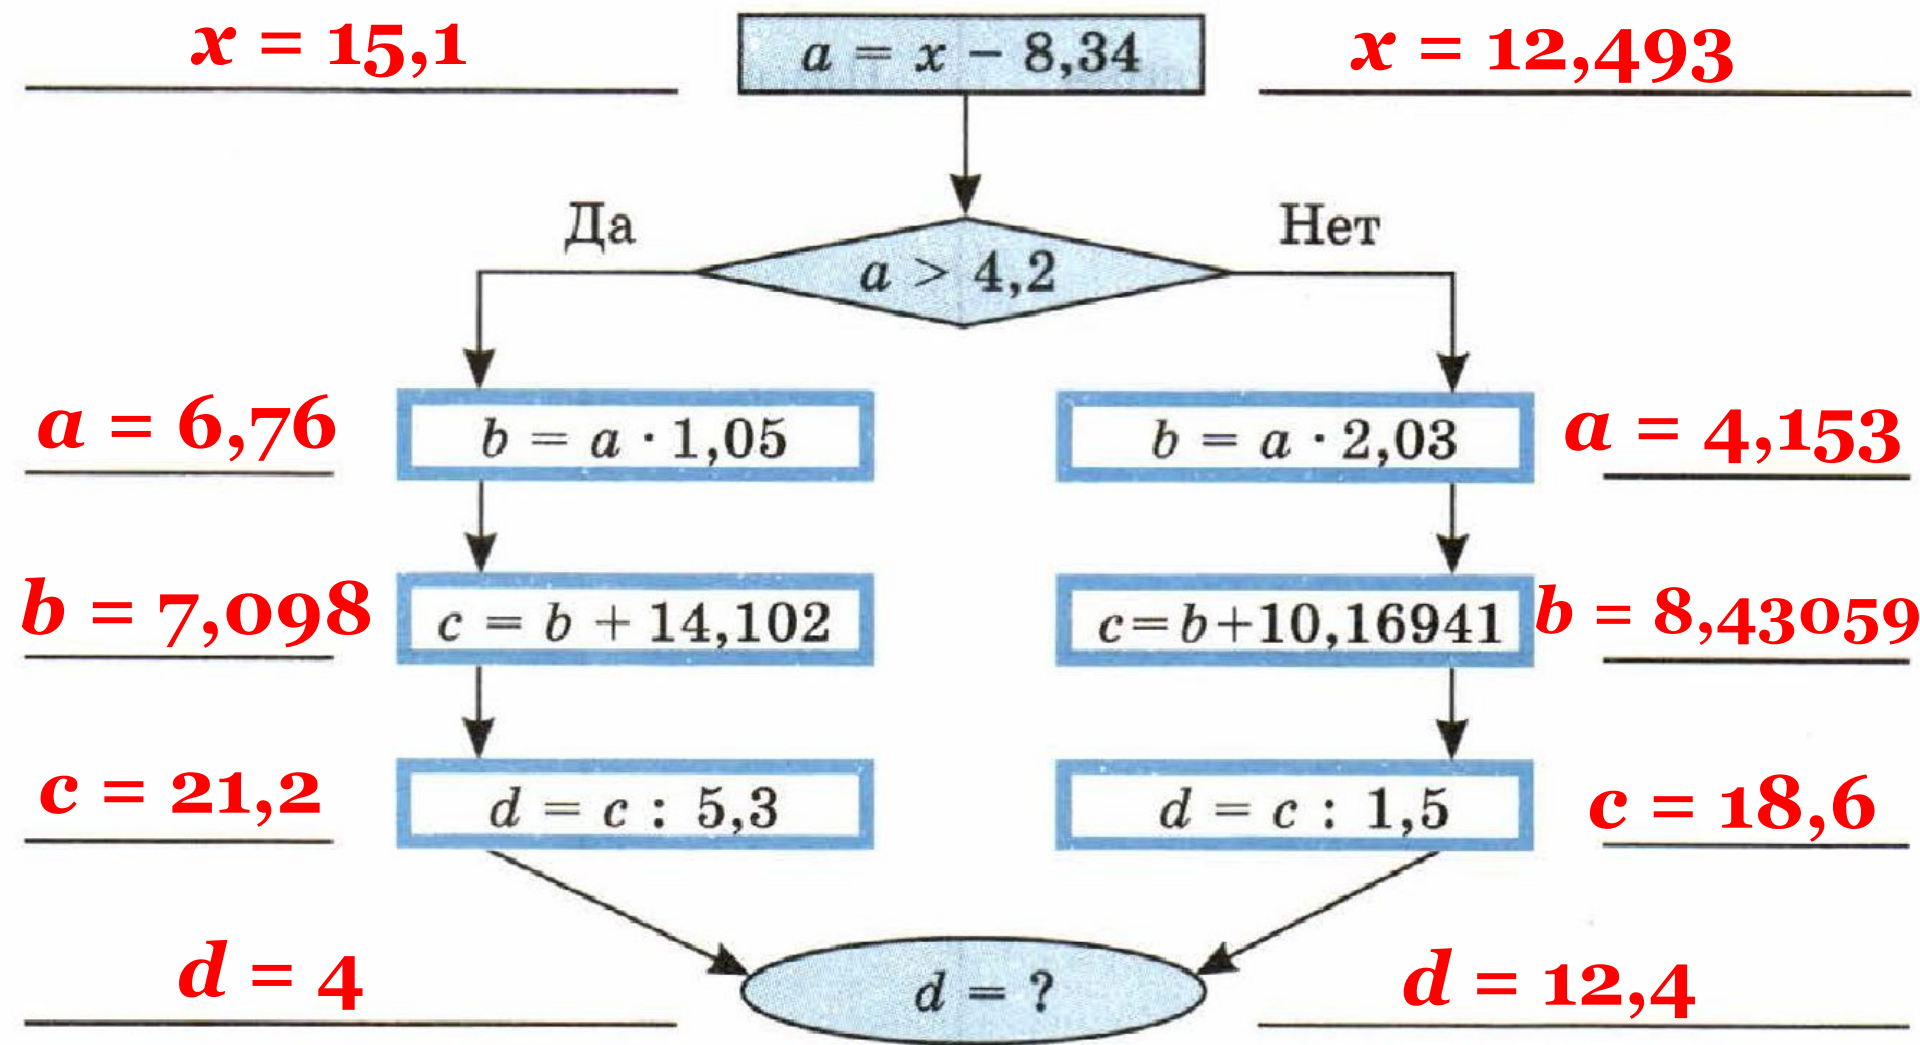 x = 15,1
a = x − 8,34
x = 12,493
Да
Нет
a > 4,2
a = 6,76
b = a · 1,05
b = a · 2,03
a = 4,153
b = 7,098
c = b + 14,102
c=b+10,16941
b = 8,43059
c = 21,2
d = c : 5,3
d = c : 1,5
c = 18,6
d = 4
d = ?
d = 12,4